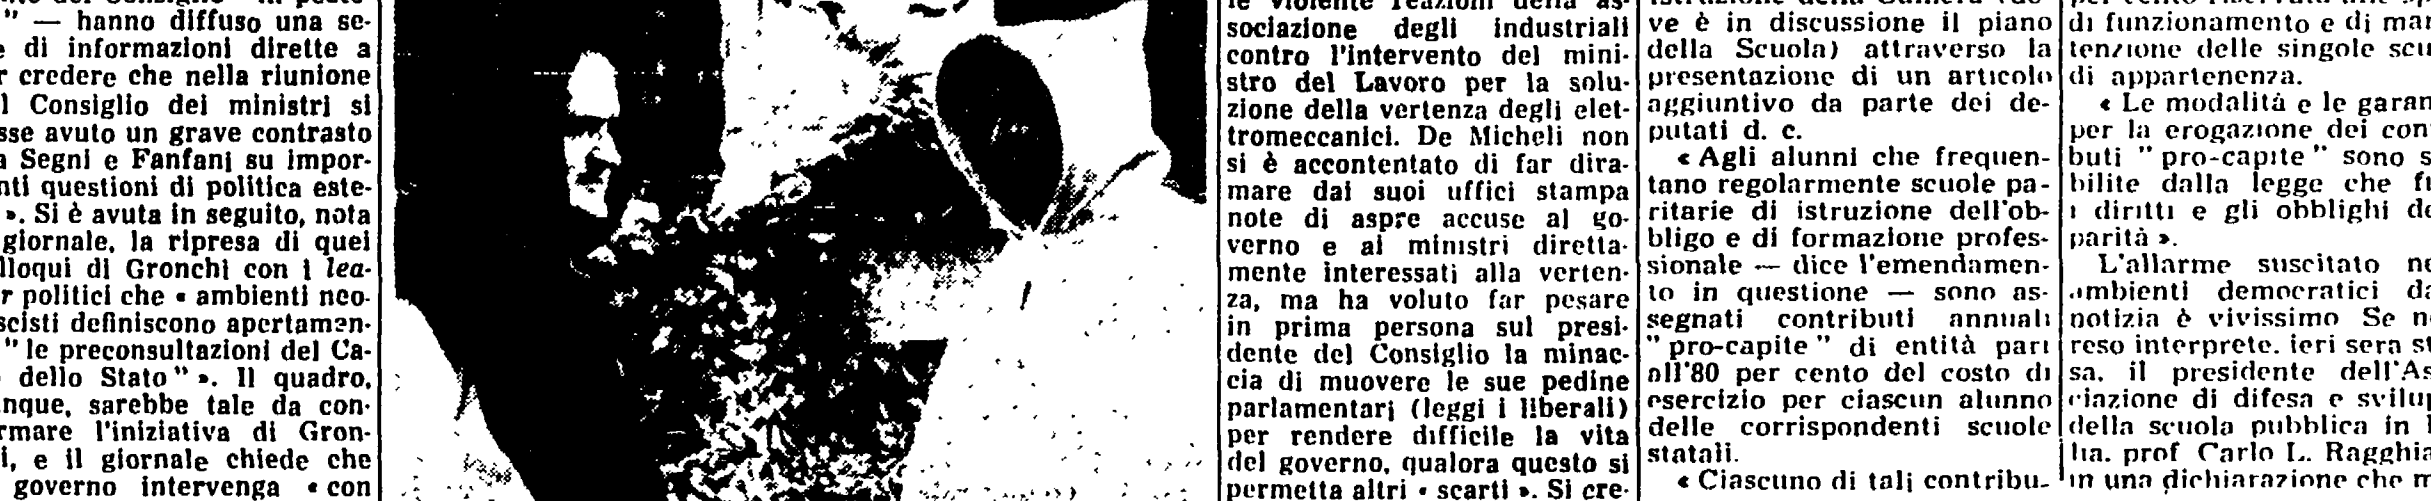 " — hanno diffuso una se-
di informazioni dirette a
credere che nella riunione
Consiglio dei ministri si
sse avuto un grave contrasto
Segni e Fanfani su impor-
nti questioni di politica este-
». Si è avuta in seguito, nota
giornale, la ripresa di quei
lloqui di Gronchi con i lea-
r politici che « ambienti neo-
scisti definiscono apertamen-
" le preconsultazioni del Ca-
dello Stato" ». Il quadro,
nque, sarebbe tale da con-
rmare l'iniziativa di Gron-
i, e il giornale chiede che
governo intervenga « con
le violente reazioni della as-
sociazione degli industriali
contro l'intervento del mini-
stro del Lavoro per la solu-
zione della vertenza degli elet-
tromeccanici. De Micheli non
si è accontentato di far dira-
mare dai suoi uffici stampa
note di aspre accuse al go-
verno e ai ministri diretta-
mente interessati alla verten-
za, ma ha voluto far pesare
in prima persona sul presi-
dente del Consiglio la minac-
cia di muovere le sue pedine
parlamentari (leggi i liberali)
per rendere difficile la vita
del governo, qualora questo si
permetta altri « scarti ». Si cre-
ve è in discussione il piano
della Scuola) attraverso la
presentazione di un articolo
aggiuntivo da parte dei de-
putati d. c.
« Agli alunni che frequen-
tano regolarmente scuole pa-
ritarie di istruzione dell'ob-
bligo e di formazione profes-
sionale — dice l'emendamen-
to in questione — sono as-
segnati contributi annuali
" pro-capite " di entità pari
all'80 per cento del costo di
esercizio per ciascun alunno
delle corrispondenti scuole
statali.
« Ciascuno di tali contribu-
di funzionamento e di man
tenzione delle singole scu
di appartenenza.
« Le modalità e le garan
per la erogazione dei con
buti " pro-capite " sono s
bilite dalla legge che fi
i diritti e gli obblighi de
parità ».
L'allarme suscitato ne
ambienti democratici da
notizia è vivissimo Se n
reso interprete. ieri sera st
sa. il presidente dell'As
ciazione di difesa e svilup
della scuola pubblica in I
lia. prof Carlo L. Ragghia
in una dichiarazione che